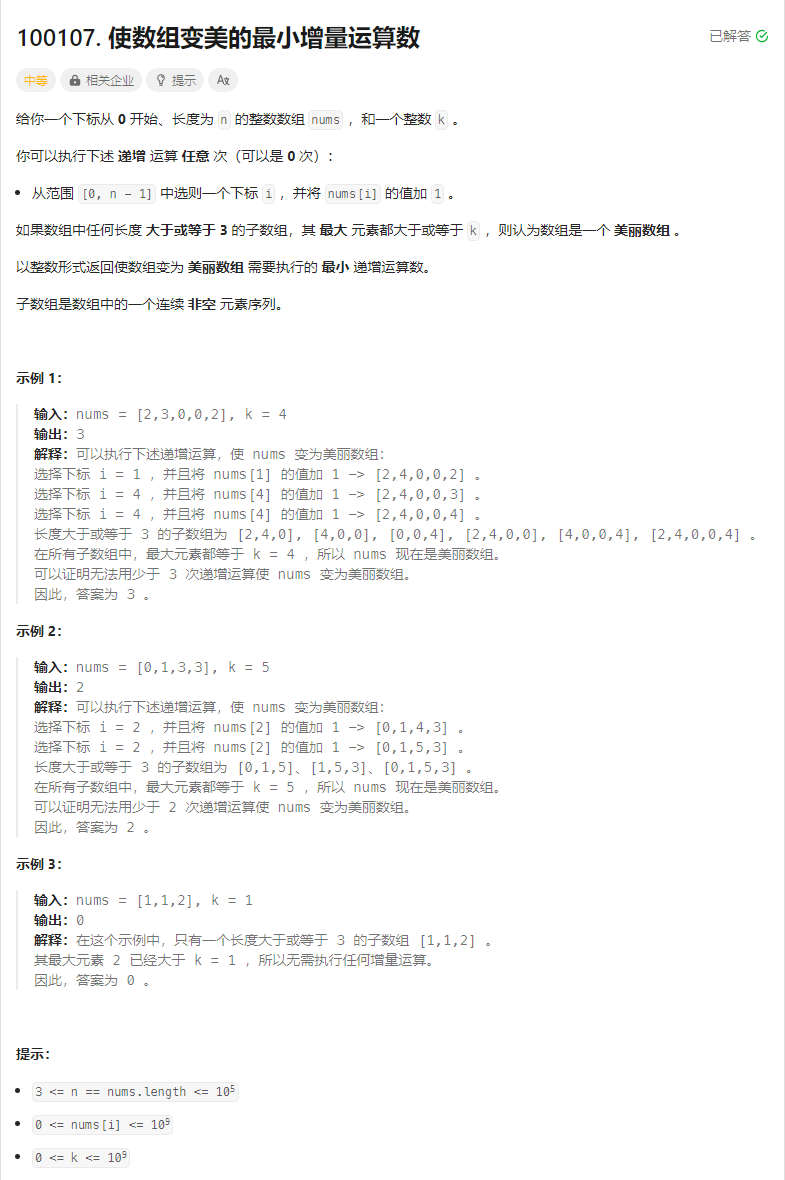 100107. 使数组变美的最小增量运算数
已解答
中等 相关企业 提示 Aあ
给你一个下标从 0 开始、长度为 n 的整数数组 nums ，和一个整数 k 。
你可以执行下述 递增 运算 任意 次（可以是 0 次）：
• 从范围 [0, n - 1] 中选则一个下标 i ，并将 nums[i] 的值加 1 。
如果数组中任何长度 大于或等于 3 的子数组，其 最大 元素都大于或等于 k ，则认为数组是一个 美丽数组 。
以整数形式返回使数组变为 美丽数组 需要执行的 最小 递增运算数。
子数组是数组中的一个连续 非空 元素序列。
示例 1：
输入：nums = [2,3,0,0,2], k = 4
输出：3
解释：可以执行下述递增运算，使 nums 变为美丽数组：
选择下标 i = 1 ，并且将 nums[1] 的值加 1 -> [2,4,0,0,2] 。
选择下标 i = 4 ，并且将 nums[4] 的值加 1 -> [2,4,0,0,3] 。
选择下标 i = 4 ，并且将 nums[4] 的值加 1 -> [2,4,0,0,4] 。
长度大于或等于 3 的子数组为 [2,4,0], [4,0,0], [0,0,4], [2,4,0,0], [4,0,0,4], [2,4,0,0,4] 。
在所有子数组中，最大元素都等于 k = 4 ，所以 nums 现在是美丽数组。
可以证明无法用少于 3 次递增运算使 nums 变为美丽数组。
因此，答案为 3 。
示例 2：
输入：nums = [0,1,3,3], k = 5
输出：2
解释：可以执行下述递增运算，使 nums 变为美丽数组：
选择下标 i = 2 ，并且将 nums[2] 的值加 1 -> [0,1,4,3] 。
选择下标 i = 2 ，并且将 nums[2] 的值加 1 -> [0,1,5,3] 。
长度大于或等于 3 的子数组为 [0,1,5]、[1,5,3]、[0,1,5,3] 。
在所有子数组中，最大元素都等于 k = 5 ，所以 nums 现在是美丽数组。
可以证明无法用少于 2 次递增运算使 nums 变为美丽数组。
因此，答案为 2 。
示例 3：
输入：nums = [1,1,2], k = 1
输出：0
解释：在这个示例中，只有一个长度大于或等于 3 的子数组 [1,1,2] 。
其最大元素 2 已经大于 k = 1 ，所以无需执行任何增量运算。
因此，答案为 0 。
提示：
• 3 <= n == nums.length <= 10⁵
• 0 <= nums[i] <= 10⁹
• 0 <= k <= 10⁹